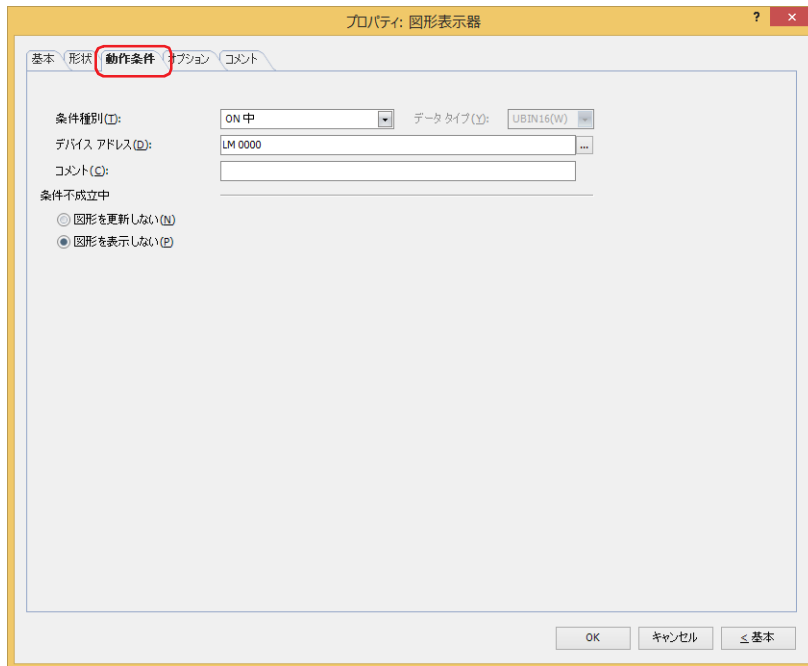 プロパティ: 図形表示器
? ×
基本 形状 動作条件 オプション コメント
条件種別(T): ON 中 データ タイプ(Y): UBIN16(W)
デバイス アドレス(D): LM 0000 ...
コメント(C):
条件不成立中
図形を更新しない(N)
図形を表示しない(P)
OK キャンセル < 基本